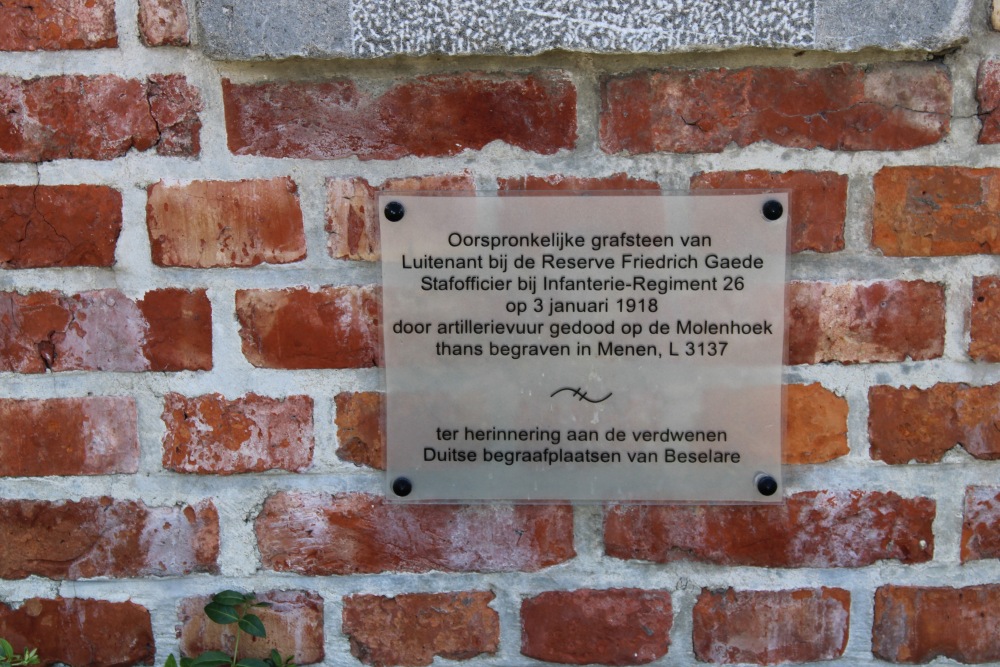 Oorspronkelijke grafsteen van
Luitenant bij de Reserve Friedrich Gaede
Stafofficier bij Infanterie-Regiment 26
op 3 januari 1918
door artillerievuur gedood op de Molenhoek
thans begraven in Menen, L 3137
ter herinnering aan de verdwenen
Duitse begraafplaatsen van Beselare